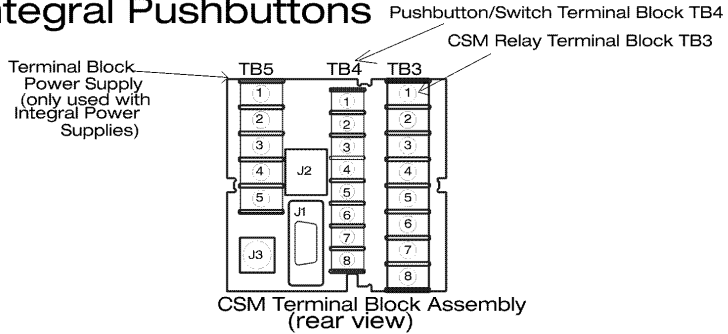 ntegral Pushbuttons
Pushbutton/Switch Terminal Block TB4
CSM Relay Terminal Block TB3
Terminal Block
Power Supply
(only used with
Integral Power
Supplies)
TB5 TB4 TB3
1 1 1
2 2 2
3 3 3
4 4 4
5 5 5
6 6
7 7
8 8
J2
J1
J3
CSM Terminal Block Assembly
(rear view)